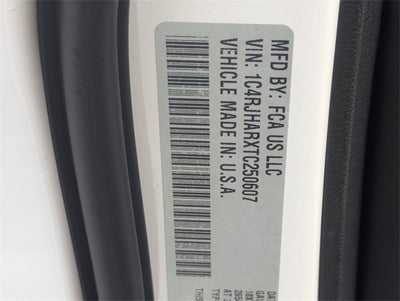 MFD BY: FCA US LLC
VIN: 1C4RJHARXTC250607
VEHICLE MADE IN: U.S.A.